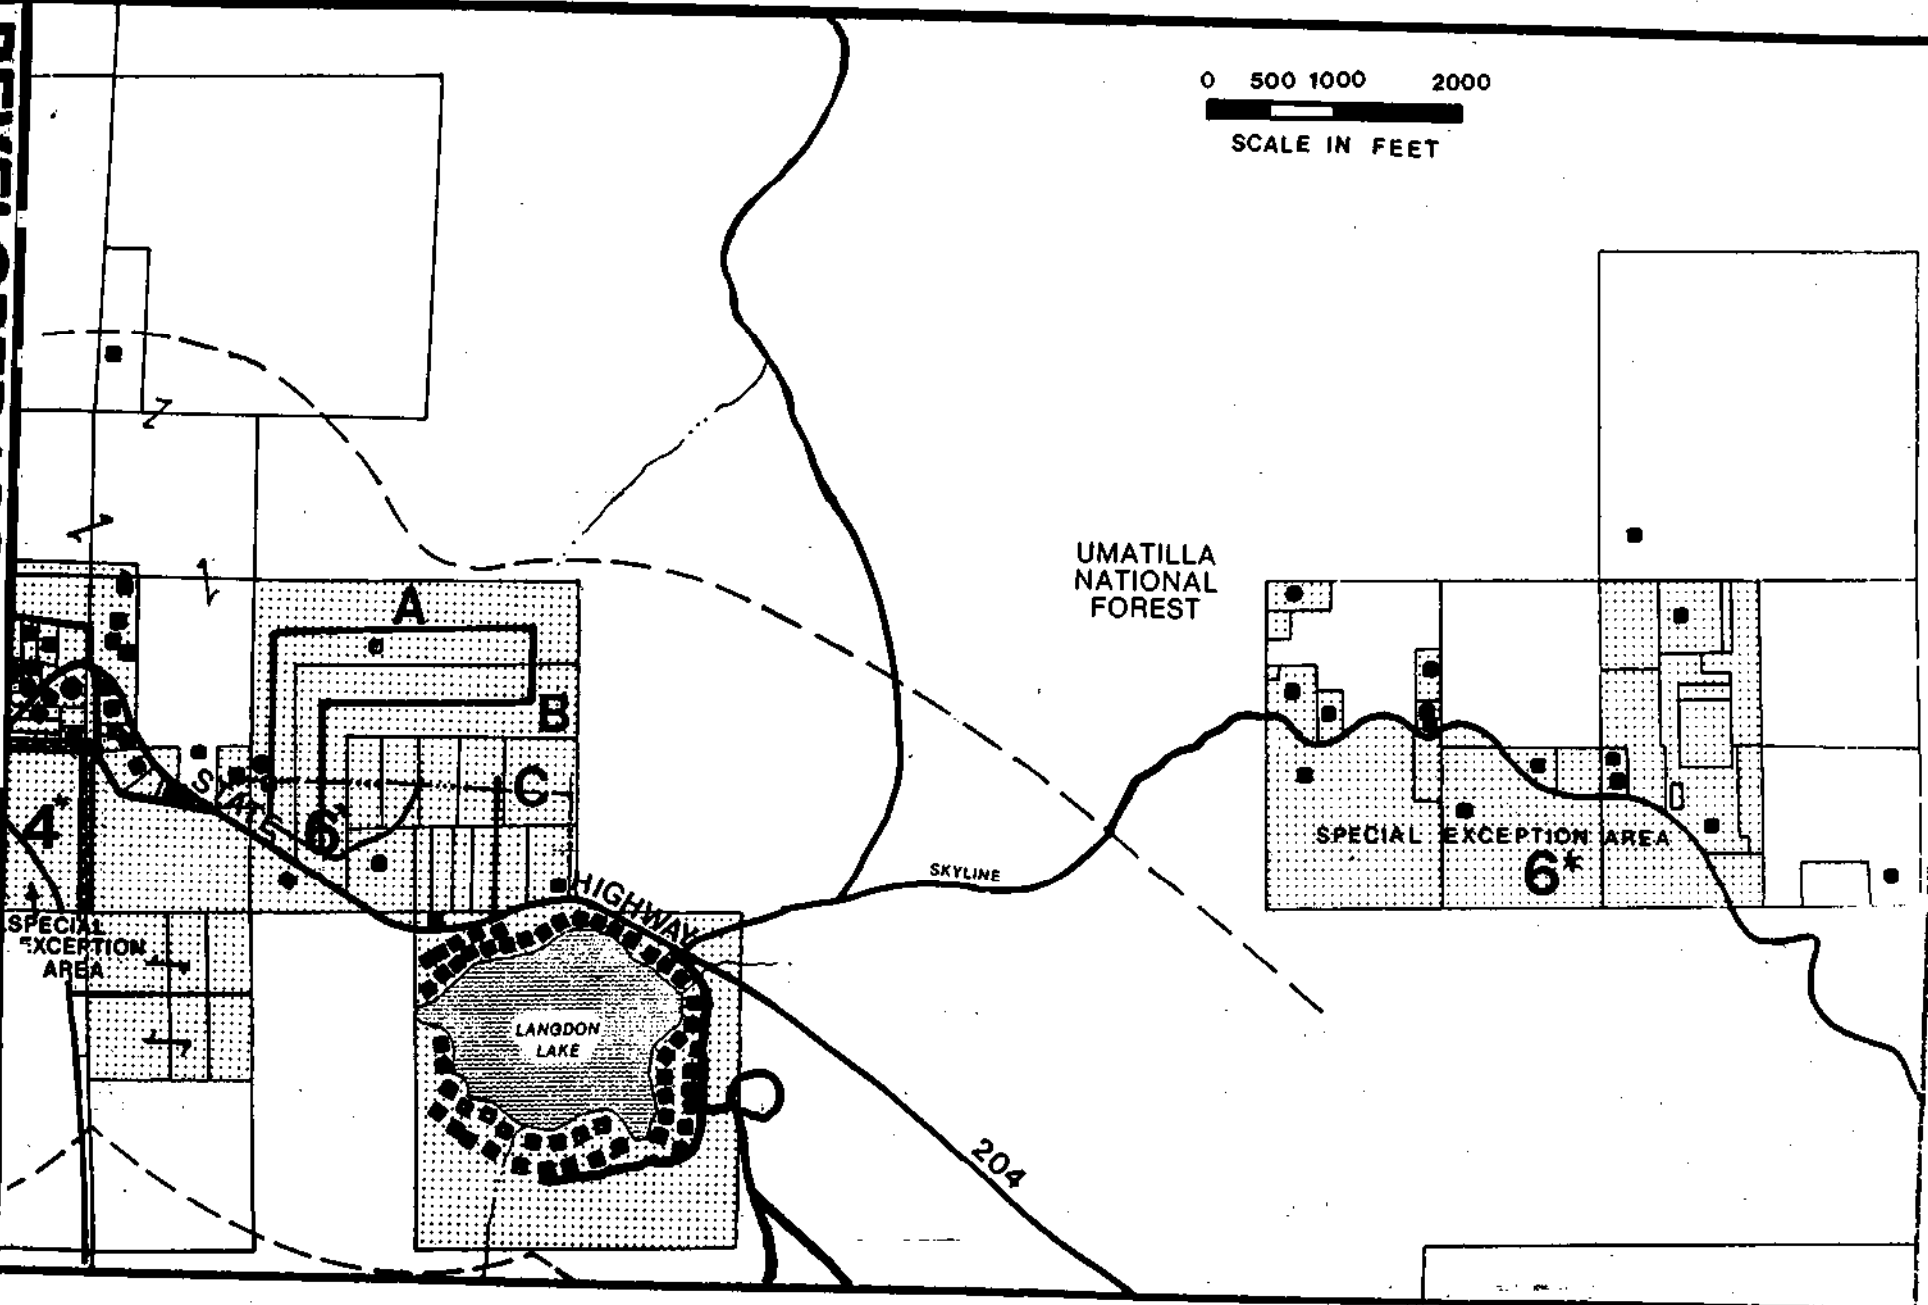 0 500 1000 2000
SCALE IN FEET
UMATILLA
NATIONAL
FOREST
A
B
C
STATE
6
4*
HIGHWAY
SKYLINE
SPECIAL EXCEPTION AREA
6*
SPECIAL
EXCEPTION
AREA
LANGDON
LAKE
204